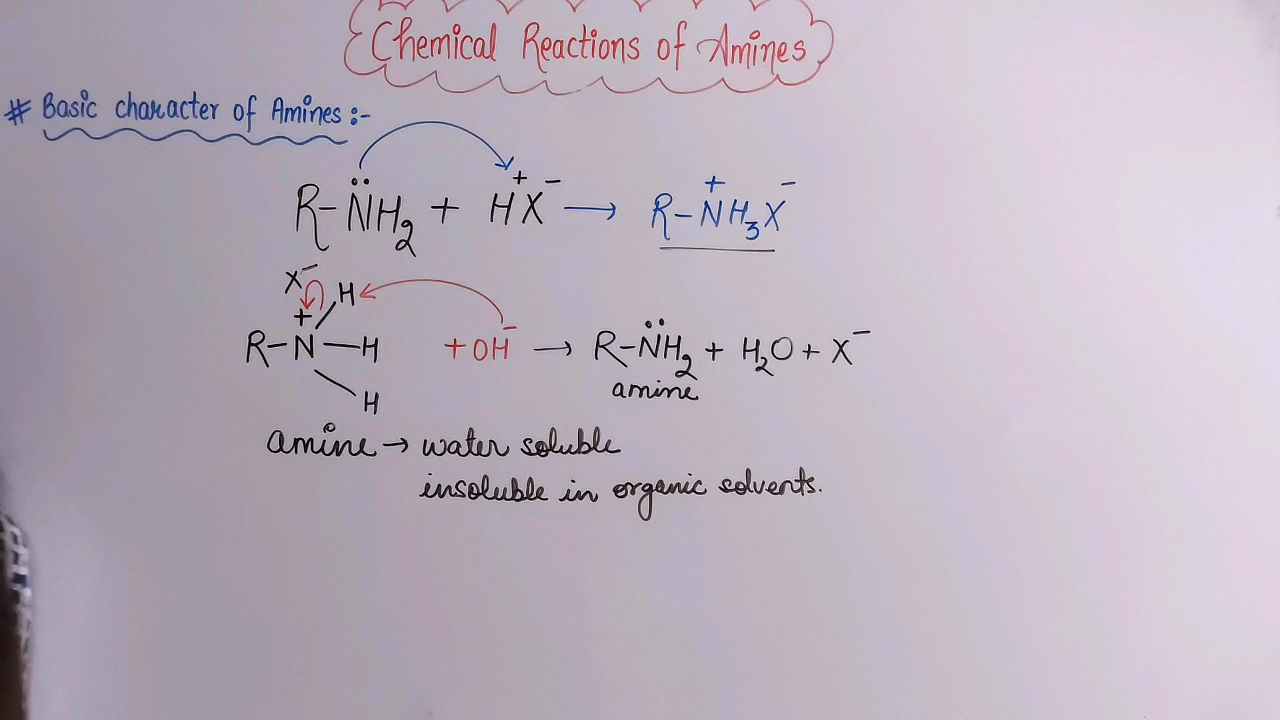 Chemical Reactions of Amines
# Basic character of Amines :-
R-N̈H₂ + H⁺X⁻ → R-N⁺H₃X⁻
X⁻
H
R-N⁺-H + OH⁻ → R-N̈H₂ + H₂O + X⁻
H
amine
amine → water soluble
insoluble in organic solvents.